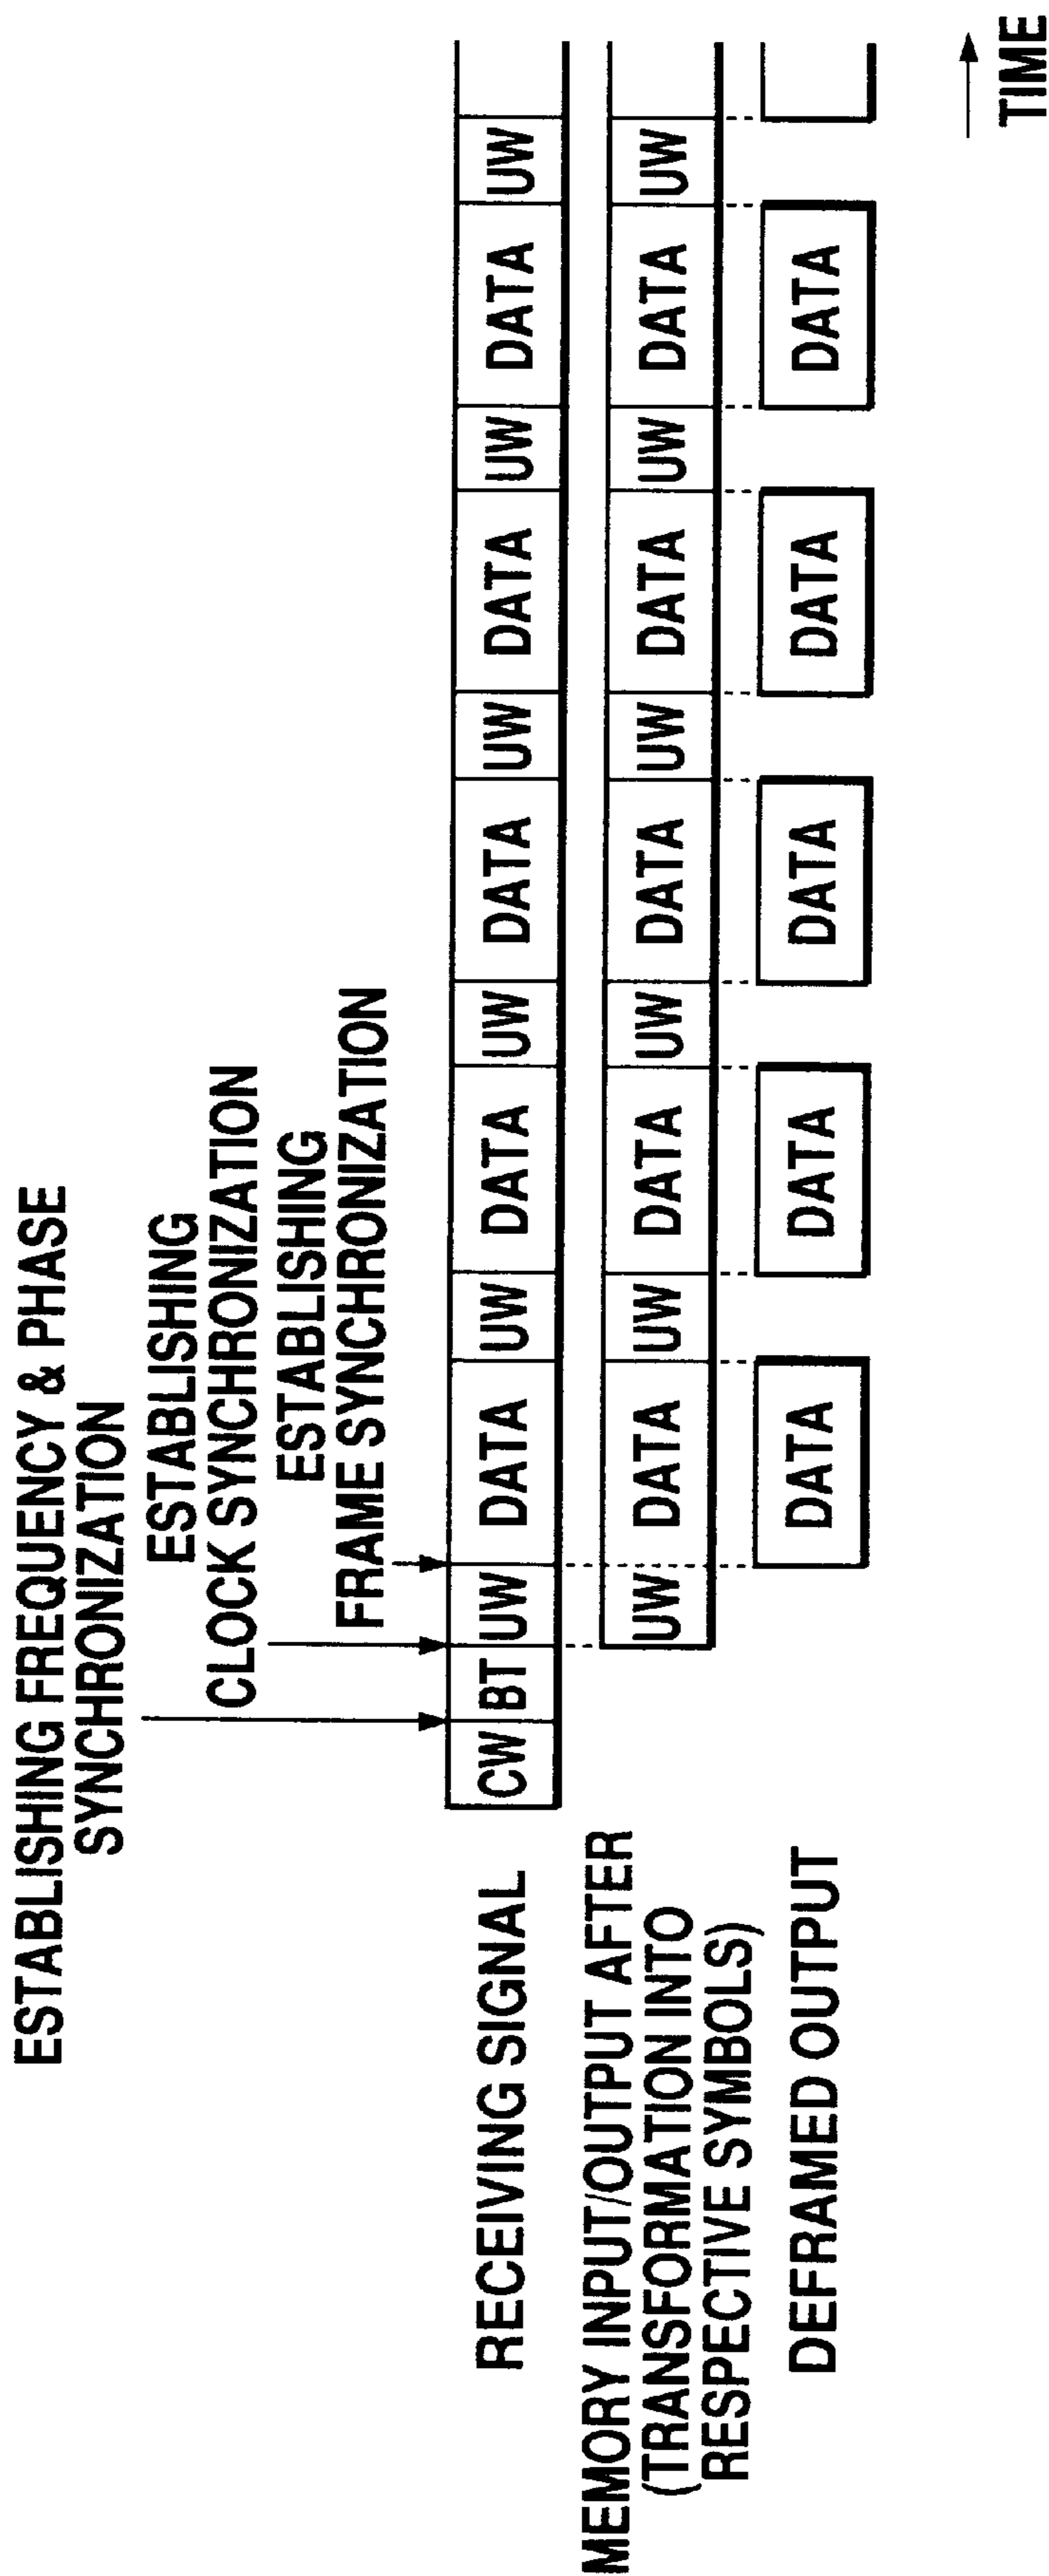 ESTABLISHING FREQUENCY & PHASE
SYNCHRONIZATION
ESTABLISHING
CLOCK SYNCHRONIZATION
ESTABLISHING
FRAME SYNCHRONIZATION
RECEIVING SIGNAL
CW BT UW DATA UW DATA UW DATA UW DATA UW DATA UW
MEMORY INPUT/OUTPUT AFTER
(TRANSFORMATION INTO
RESPECTIVE SYMBOLS)
UW DATA UW DATA UW DATA UW DATA UW DATA UW
DEFRAMED OUTPUT
DATA DATA DATA DATA DATA
TIME